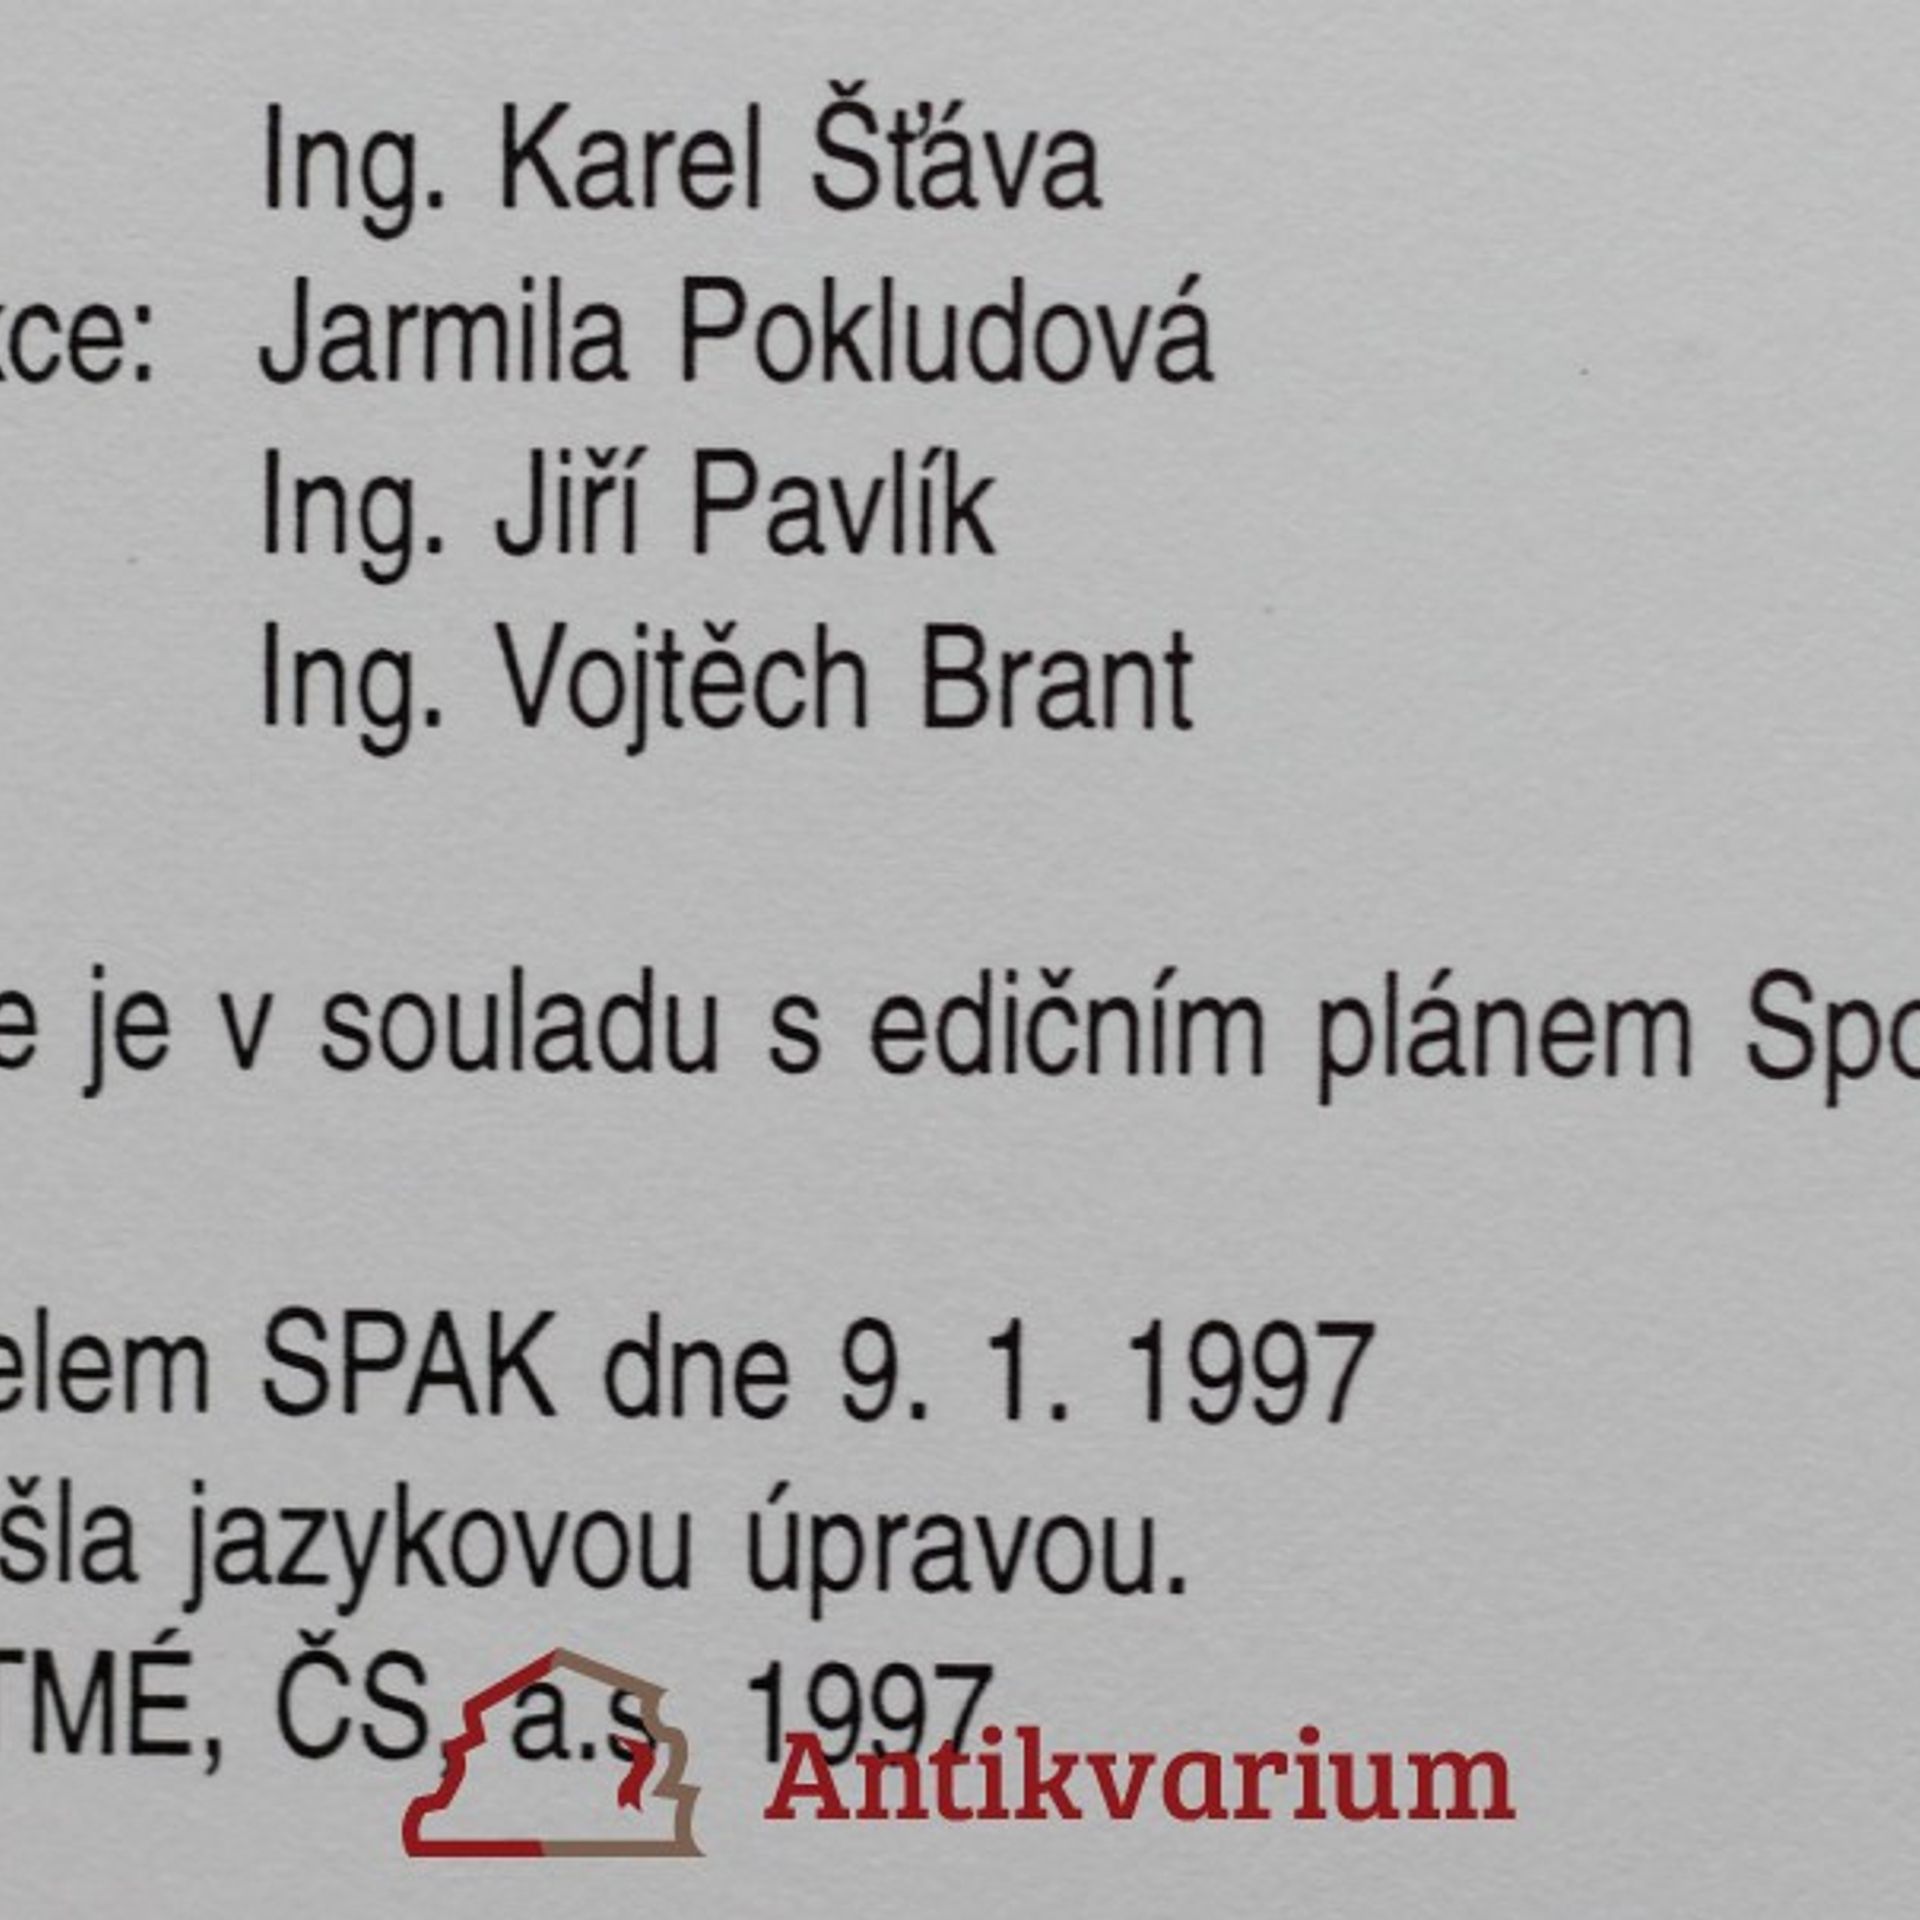 Ing. Karel Šťáva
kce: Jarmila Pokludová
Ing. Jiří Pavlík
Ing. Vojtěch Brant
e je v souladu s edičním plánem Spo
elem SPAK dne 9. 1. 1997
šla jazykovou úpravou.
TMÉ, ČS, a.s. 1997
Antikvarium